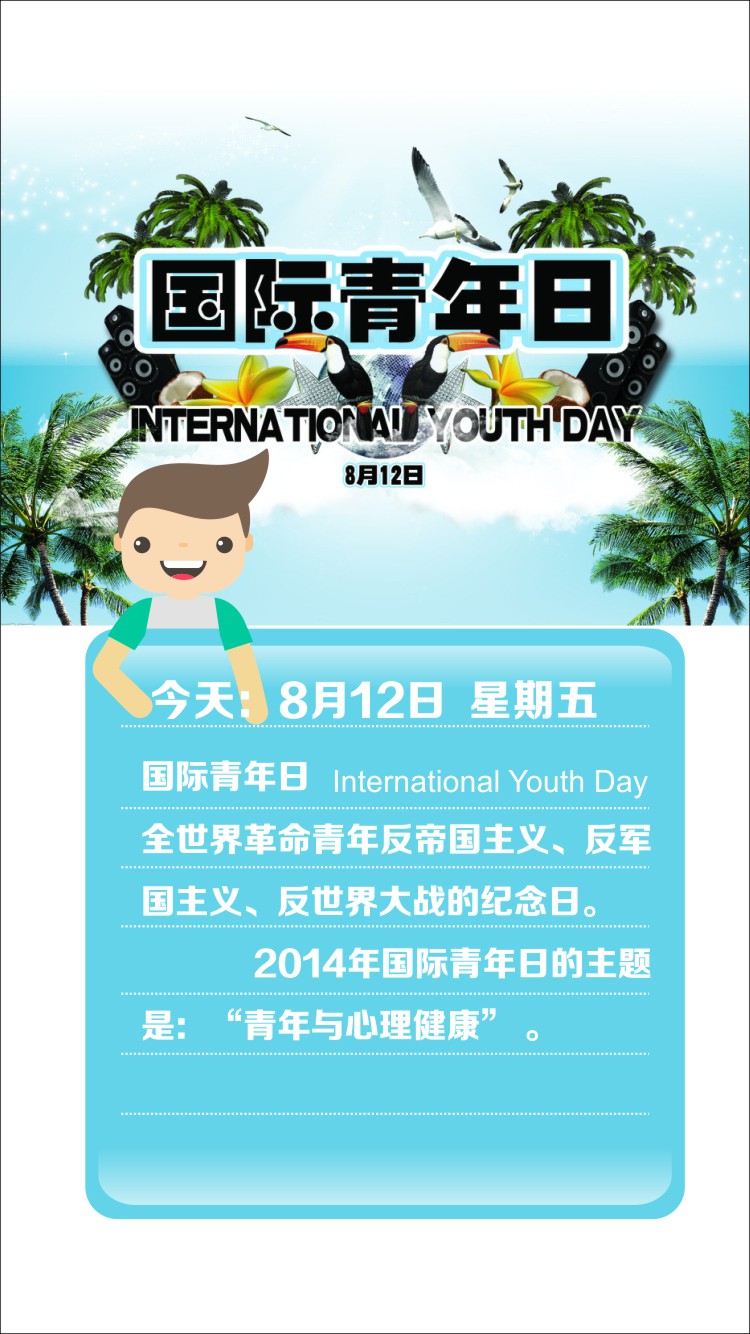 国际青年日
INTERNATIONAL YOUTH DAY
8月12日
今天：8月12日 星期五
国际青年日 International Youth Day
全世界革命青年反帝国主义、反军
国主义、反世界大战的纪念日。
2014年国际青年日的主题
是：“青年与心理健康”。